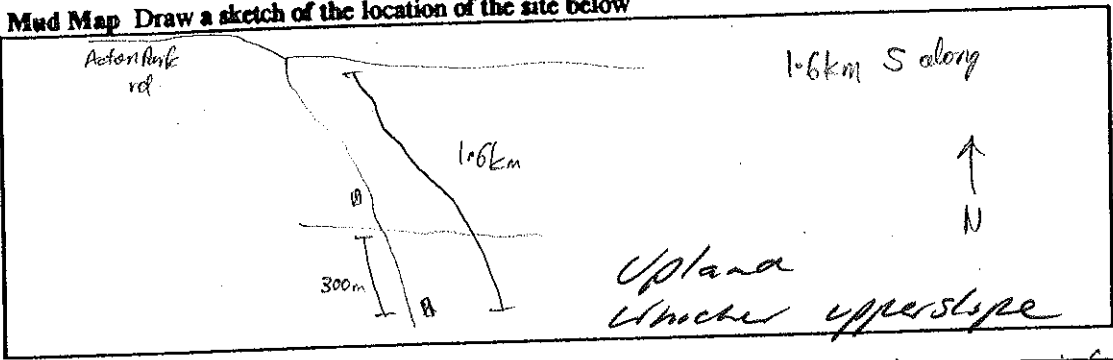 Mud Map Draw a sketch of the location of the site below
Acton Park
rd
1.6km S along
1.6km
N
300m
Upland
Whicher upperslope